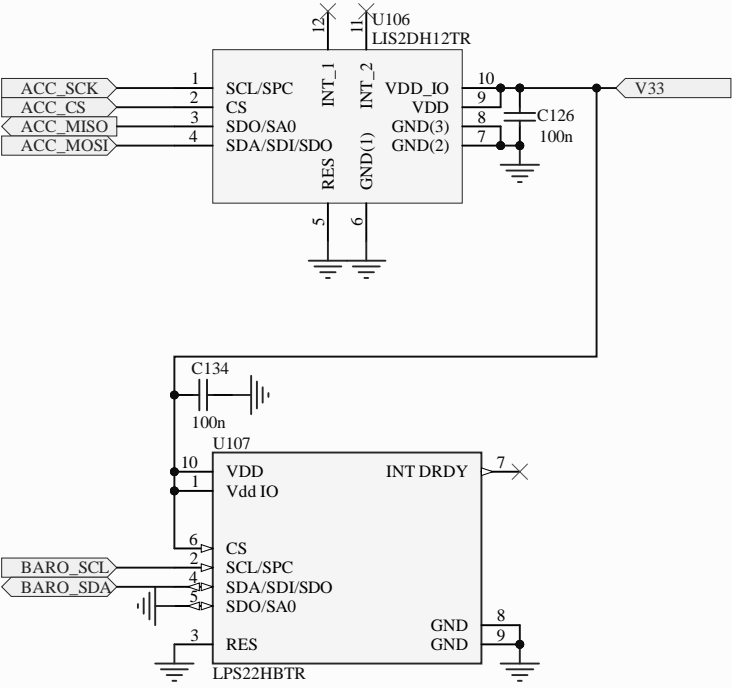 12
11
U106
LIS2DH12TR
ACC_SCK
1
SCL/SPC
INT_1
INT_2
VDD_IO
10
V33
ACC_CS
2
CS
VDD
9
ACC_MISO
3
SDO/SA0
GND(3)
8
C126
ACC_MOSI
4
SDA/SDI/SDO
GND(2)
7
100n
RES
GND(1)
5
6
C134
100n
U107
10
VDD
INT DRDY
7
1
Vdd IO
6
CS
BARO_SCL
2
SCL/SPC
BARO_SDA
4
SDA/SDI/SDO
5
SDO/SA0
GND
8
3
RES
GND
9
LPS22HBTR